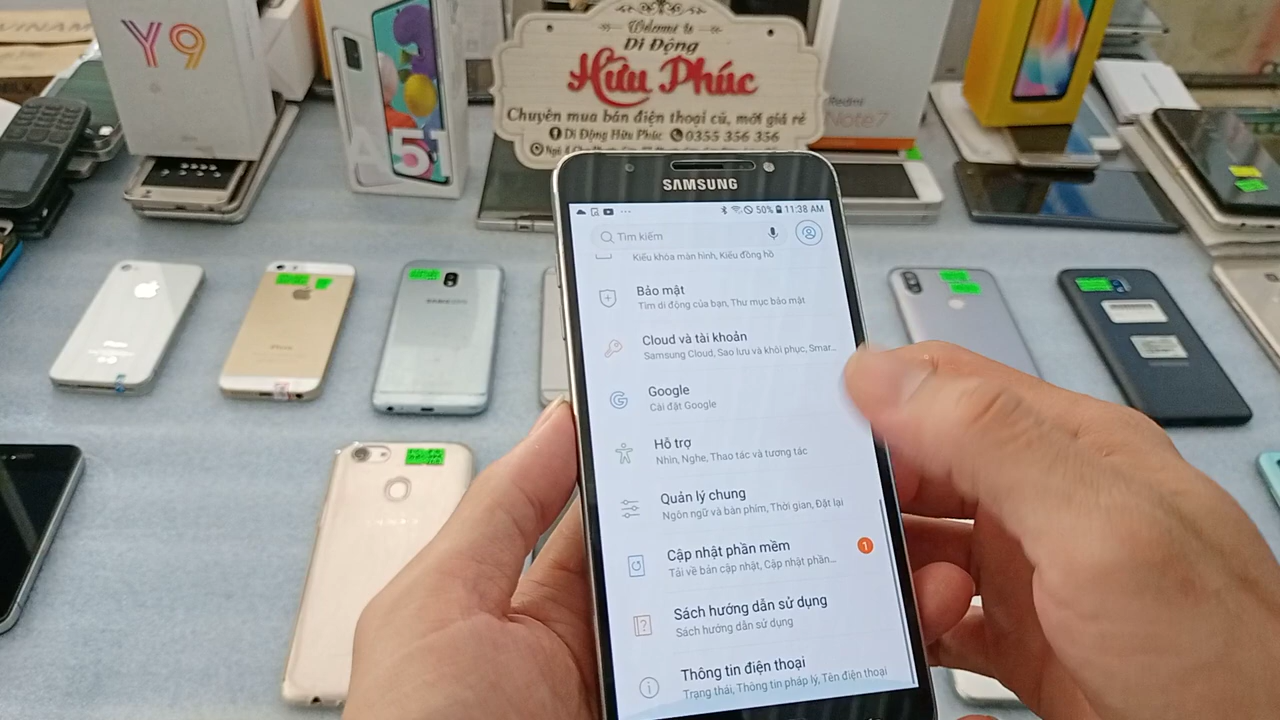 Y9
Welcome to
Di Động
Hữu Phúc
Chuyên mua bán điện thoại cũ, mới giá rẻ
Di Động Hữu Phúc 0355 356 356
Redmi
Note 7
SAMSUNG
50% 11:38 AM
Tìm kiếm
Kiểu khóa màn hình, Kiểu đồng hồ
Bảo mật
Tìm di động của bạn, Thư mục bảo mật
Cloud và tài khoản
Samsung Cloud, Sao lưu và khôi phục, Smar...
Google
Cài đặt Google
Hỗ trợ
Nhìn, Nghe, Thao tác và tương tác
Quản lý chung
Ngôn ngữ và bàn phím, Thời gian, Đặt lại
Cập nhật phần mềm
1
Tải về bản cập nhật, Cập nhật phần...
Sách hướng dẫn sử dụng
Sách hướng dẫn sử dụng
Thông tin điện thoại
Trạng thái, Thông tin pháp lý, Tên điện thoại